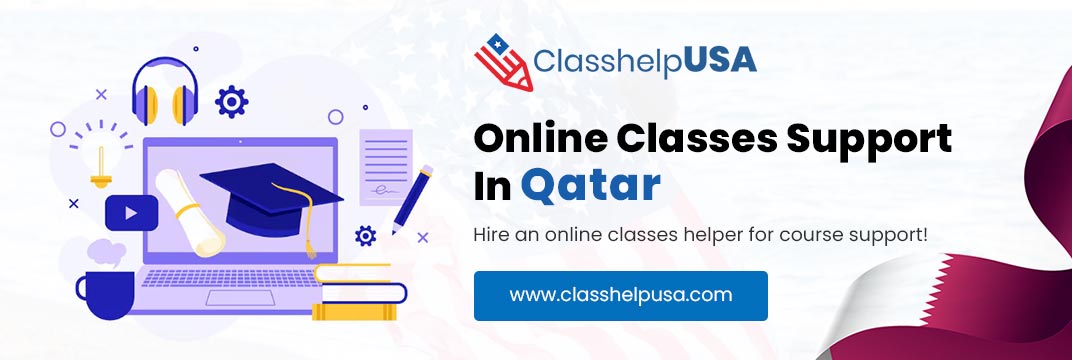 ClasshelpUSA
Online Classes Support
In Qatar
Hire an online classes helper for course support!
www.classhelpusa.com